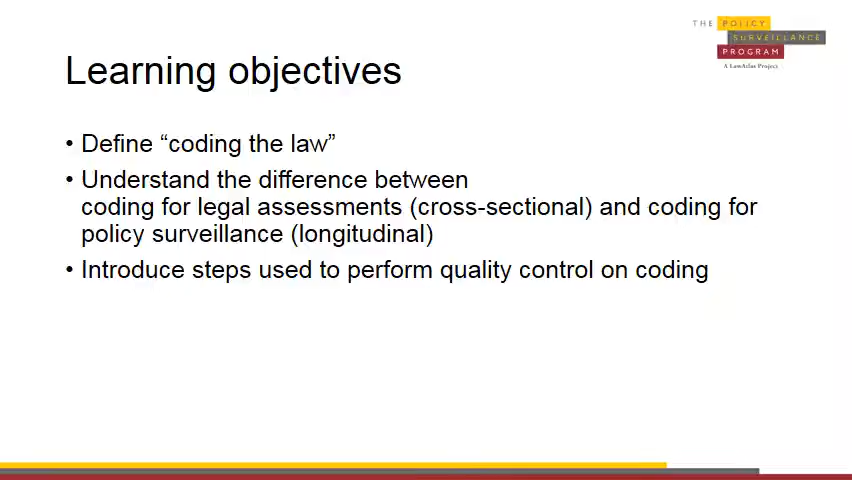 THE POLICY
SURVEILLANCE
PROGRAM
A LawAtlas Project
Learning objectives
• Define “coding the law”
• Understand the difference between
coding for legal assessments (cross-sectional) and coding for
policy surveillance (longitudinal)
• Introduce steps used to perform quality control on coding